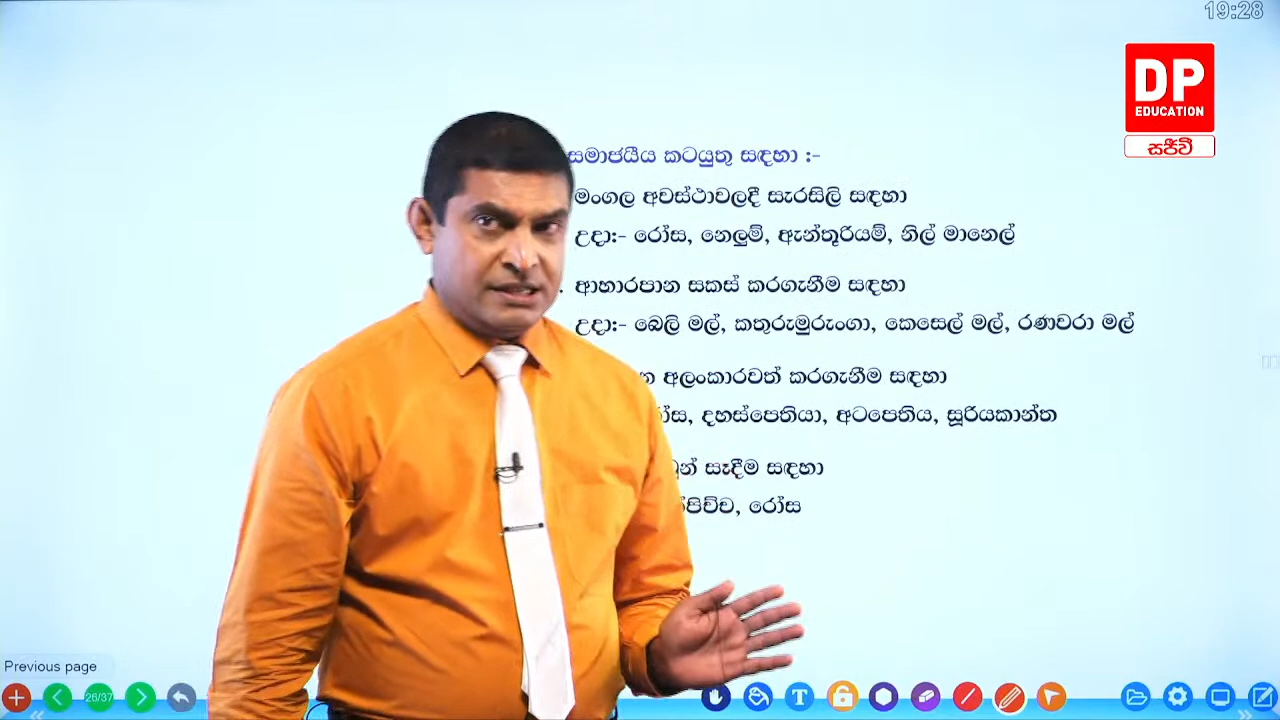 19:28
DP
EDUCATION
සජීවී
සමාජයීය කටයුතු සඳහා :-
මංගල අවස්ථාවලදී සැරසිලි සඳහා
උදා:- රෝස, නෙලුම්, ඇන්තූරියම්, නිල් මානෙල්
ආහාරපාන සකස් කරගැනීම සඳහා
උදා:- බෙලි මල්, කතුරුමුරුංගා, කෙසෙල් මල්, රණවරා මල්
අලංකාරවත් කරගැනීම සඳහා
දහස්පෙතියා, අටපෙතිය, සූරියකාන්ත
සෑදීම සඳහා
රෝස
Previous page
26/37
T